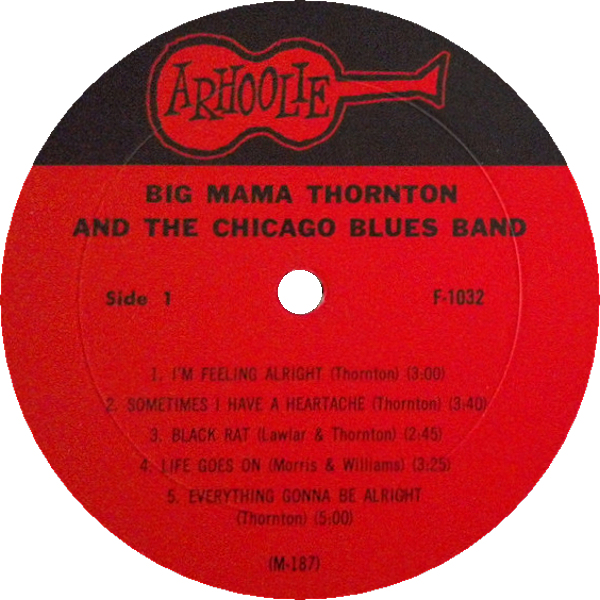 ARHOOLIE
BIG MAMA THORNTON
AND THE CHICAGO BLUES BAND
Side 1
F-1032
1. I'M FEELING ALRIGHT (Thornton) (3:00)
2. SOMETIMES I HAVE A HEARTACHE (Thornton) (3:40)
3. BLACK RAT (Lawlar & Thornton) (2:45)
4. LIFE GOES ON (Morris & Williams) (3:25)
5. EVERYTHING GONNA BE ALRIGHT
(Thornton) (5:00)
(M-187)